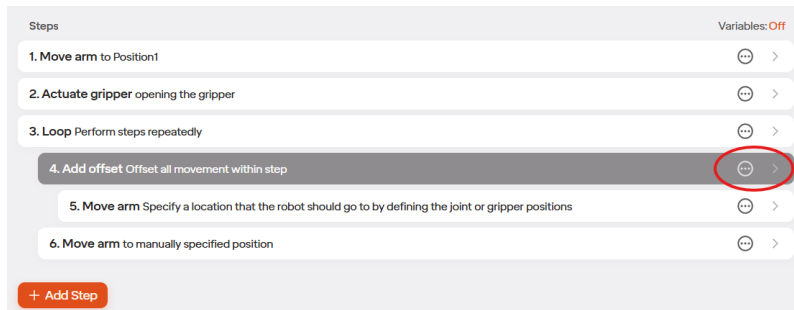 Steps Variables: Off
1. Move arm to Position1
2. Actuate gripper opening the gripper
3. Loop Perform steps repeatedly
4. Add offset Offset all movement within step
5. Move arm Specify a location that the robot should go to by defining the joint or gripper positions
6. Move arm to manually specified position
+ Add Step